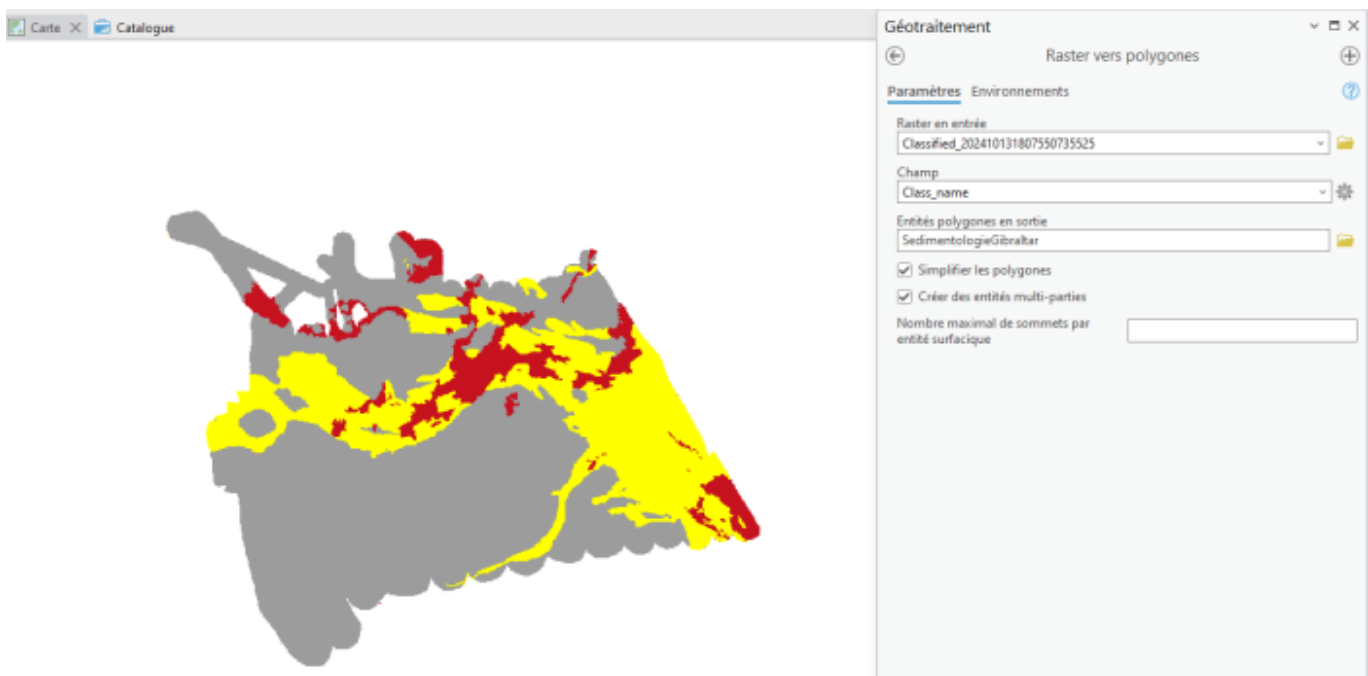 Carte
Catalogue
Géotraitement
Raster vers polygones
Paramètres Environnements
Raster en entrée
Classified_202410131807550735525
Champ
Class_name
Entités polygones en sortie
SedimentologieGibraltar
Simplifier les polygones
Créer des entités multi-parties
Nombre maximal de sommets par
entité surfacique